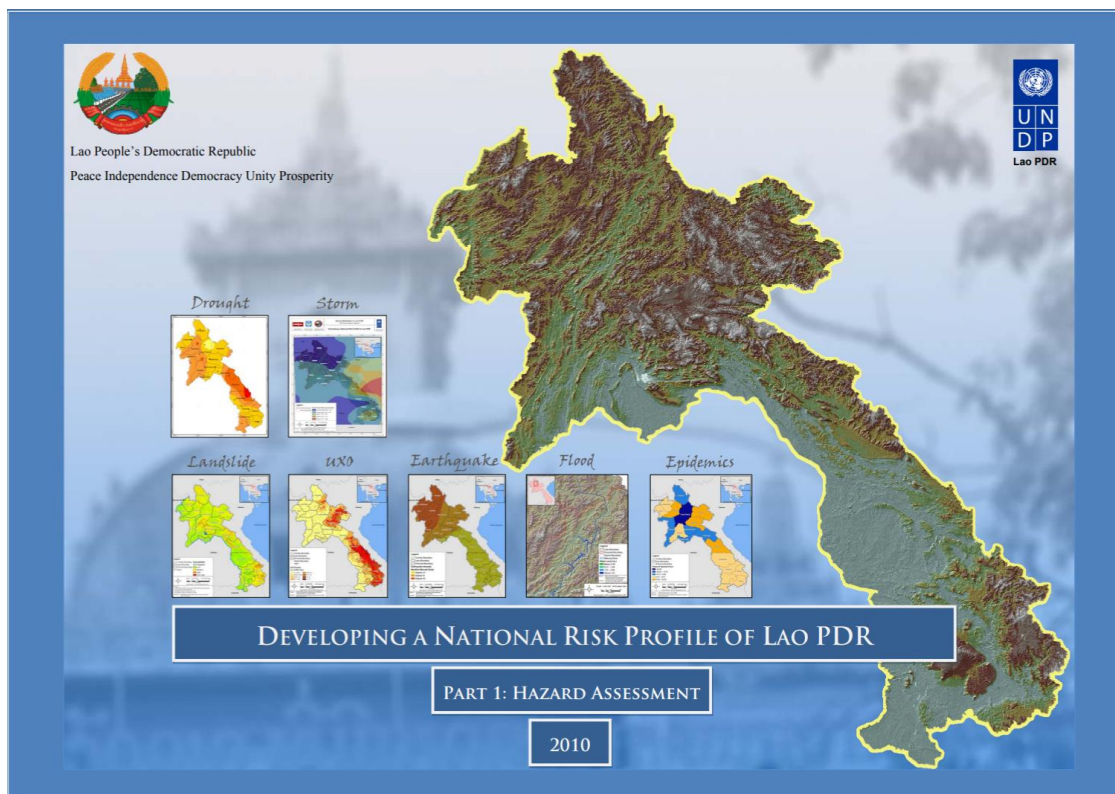 Lao People's Democratic Republic
Peace Independence Democracy Unity Prosperity
U N
D P
Lao PDR
Drought
Storm
Landslide
UXO
Earthquake
Flood
Epidemics
DEVELOPING A NATIONAL RISK PROFILE OF LAO PDR
PART 1: HAZARD ASSESSMENT
2010